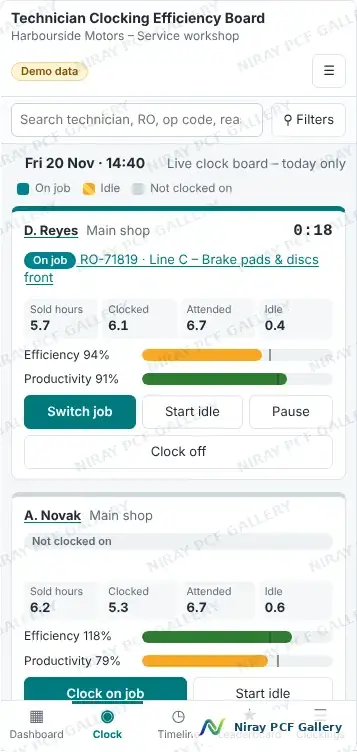 Technician Clocking Efficiency Board
Harbourside Motors – Service workshop
Demo data
Search technician, RO, op code, rea
Filters
Fri 20 Nov · 14:40 Live clock board – today only
On job Idle Not clocked on
D. Reyes Main shop 0:18
On job RO-71819 · Line C – Brake pads & discs
front
Sold hours Clocked Attended Idle
5.7 6.1 6.7 0.4
Efficiency 94%
Productivity 91%
Switch job Start idle Pause
Clock off
A. Novak Main shop
Not clocked on
Sold hours Clocked Attended Idle
6.2 5.3 6.7 0.6
Efficiency 118%
Productivity 79%
Clock on job Start idle
Dashboard Clock Timeline
Niray PCF Gallery
NIRAY PCF GALLERY